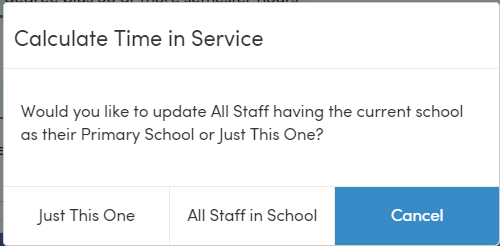 Calculate Time in Service
Would you like to update All Staff having the current school
as their Primary School or Just This One?
Just This One
All Staff in School
Cancel